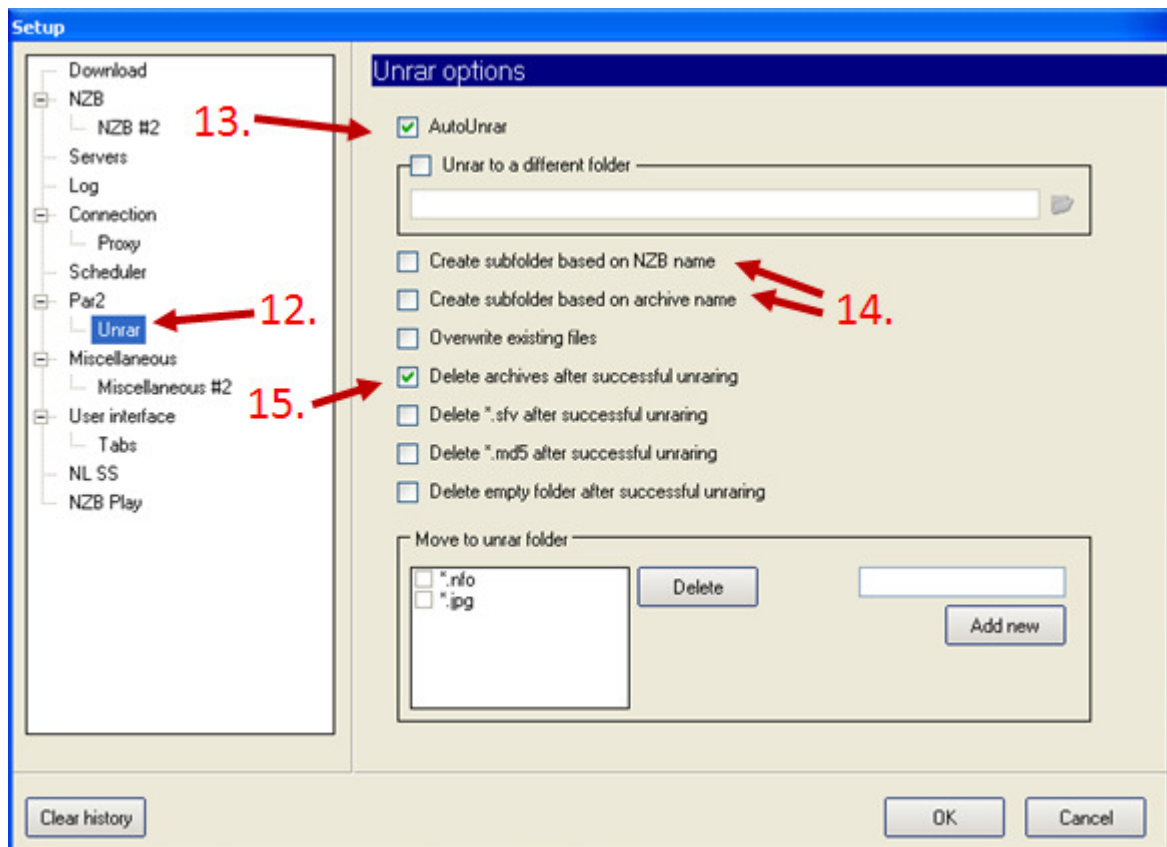 Setup
Download
NZB
NZB #2
Servers
Log
Connection
Proxy
Scheduler
Par2
Unrar
Miscellaneous
Miscellaneous #2
User interface
Tabs
NL SS
NZB Play
12.
Unrar options
13.
AutoUnrar
Unrar to a different folder
Create subfolder based on NZB name
Create subfolder based on archive name
14.
Overwrite existing files
15.
Delete archives after successful unraring
Delete *.sfv after successful unraring
Delete *.md5 after successful unraring
Delete empty folder after successful unraring
Move to unrar folder
*.nfo
*.jpg
Delete
Add new
Clear history
OK
Cancel